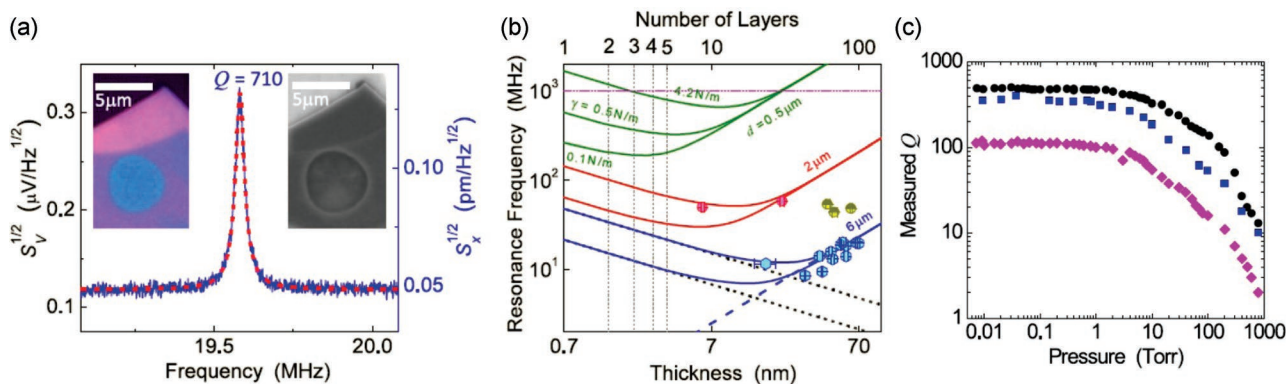 (a)
5μm
Q = 710
5μm
0.3
0.2
0.1
S_V^1/2 (μV/Hz^1/2)
0.10
0.05
S_x^1/2 (pm/Hz^1/2)
19.5
20.0
Frequency (MHz)
(b)
Number of Layers
1
2
3
4
5
10
100
10^3
10^2
10^1
Resonance Frequency (MHz)
4.2N/m
γ = 0.5N/m
0.1N/m
d = 0.5μm
2μm
6μm
0.7
7
70
Thickness (nm)
(c)
1000
100
10
1
Measured Q
0.01
0.1
1
10
100
1000
Pressure (Torr)